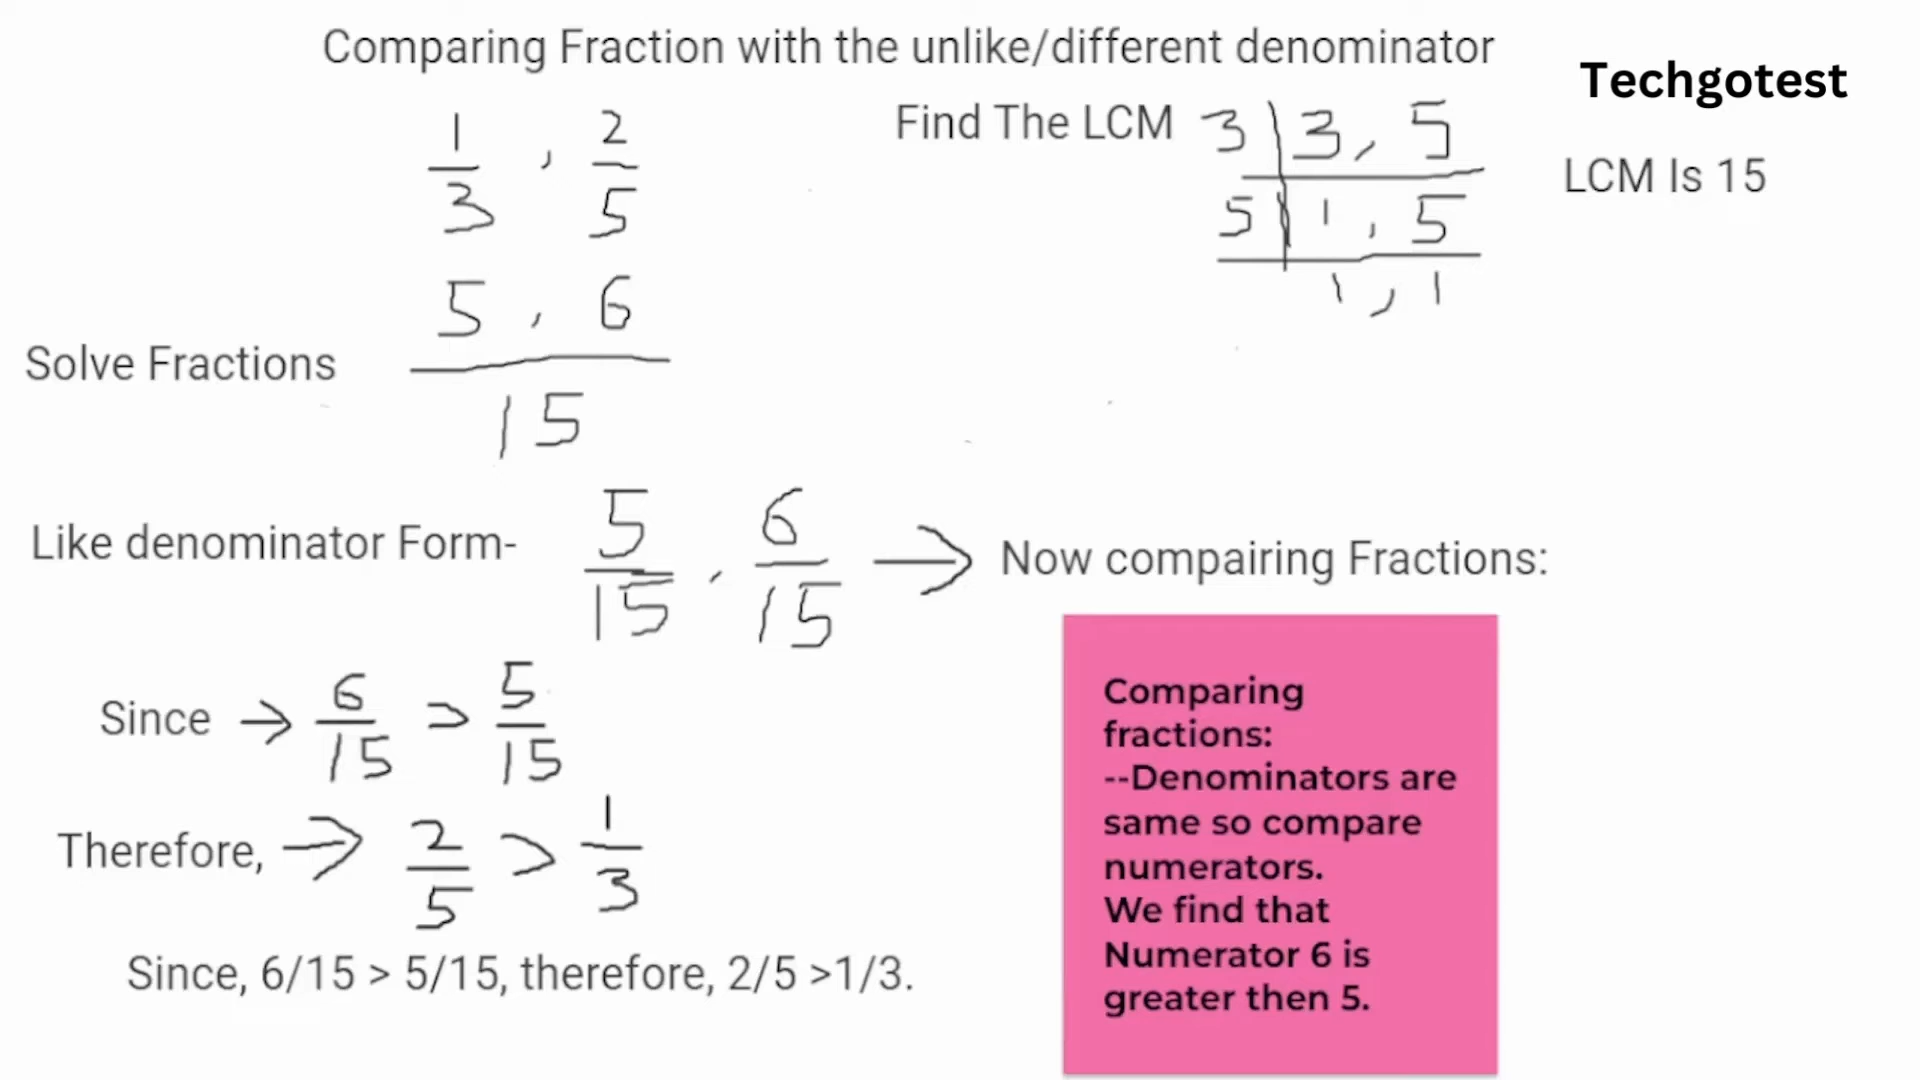 Comparing Fraction with the unlike/different denominator
Techgotest
1/3 , 2/5
Find The LCM
3 | 3 , 5
5 | 1 , 5
1 , 1
LCM Is 15
Solve Fractions
5 , 6
15
Like denominator Form-
5/15 , 6/15 →
Now compairing Fractions:
Since → 6/15 > 5/15
Therefore, → 2/5 > 1/3
Since, 6/15 > 5/15, therefore, 2/5 >1/3.
Comparing
fractions:
--Denominators are
same so compare
numerators.
We find that
Numerator 6 is
greater then 5.